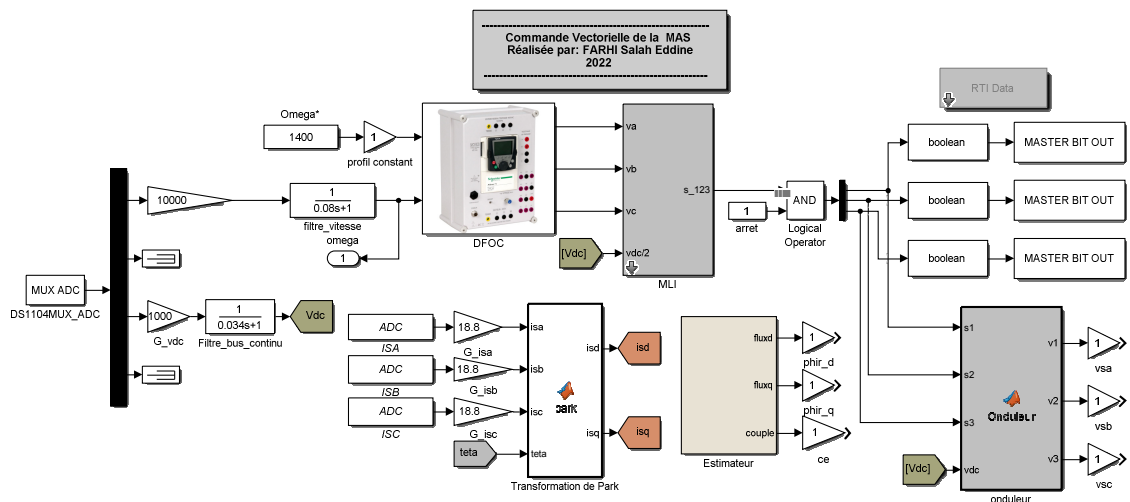 Commande Vectorielle de la MAS
Réalisée par: FARHI Salah Eddine
2022
RTI Data
Omega*
1400
1
profil constant
DFOC
va
vb
vc
vdc/2
s_123
MLI
[Vdc]
1
arret
AND
Logical
Operator
boolean
MASTER BIT OUT
boolean
MASTER BIT OUT
boolean
MASTER BIT OUT
MUX ADC
DS1104MUX_ADC
10000
1
0.08s+1
filtre_vitesse
omega
1
1000
G_vdc
1
0.034s+1
Filtre_bus_continu
Vdc
ADC
ISA
18.8
G_isa
ADC
ISB
18.8
G_isb
ADC
ISC
18.8
G_isc
teta
isa
isb
isc
teta
park
isd
isq
Transformation de Park
isd
isq
fluxd
fluxq
couple
Estimateur
1
phir_d
1
phir_q
1
ce
s1
s2
s3
vdc
Onduleur
v1
v2
v3
onduleur
[Vdc]
1
vsa
1
vsb
1
vsc